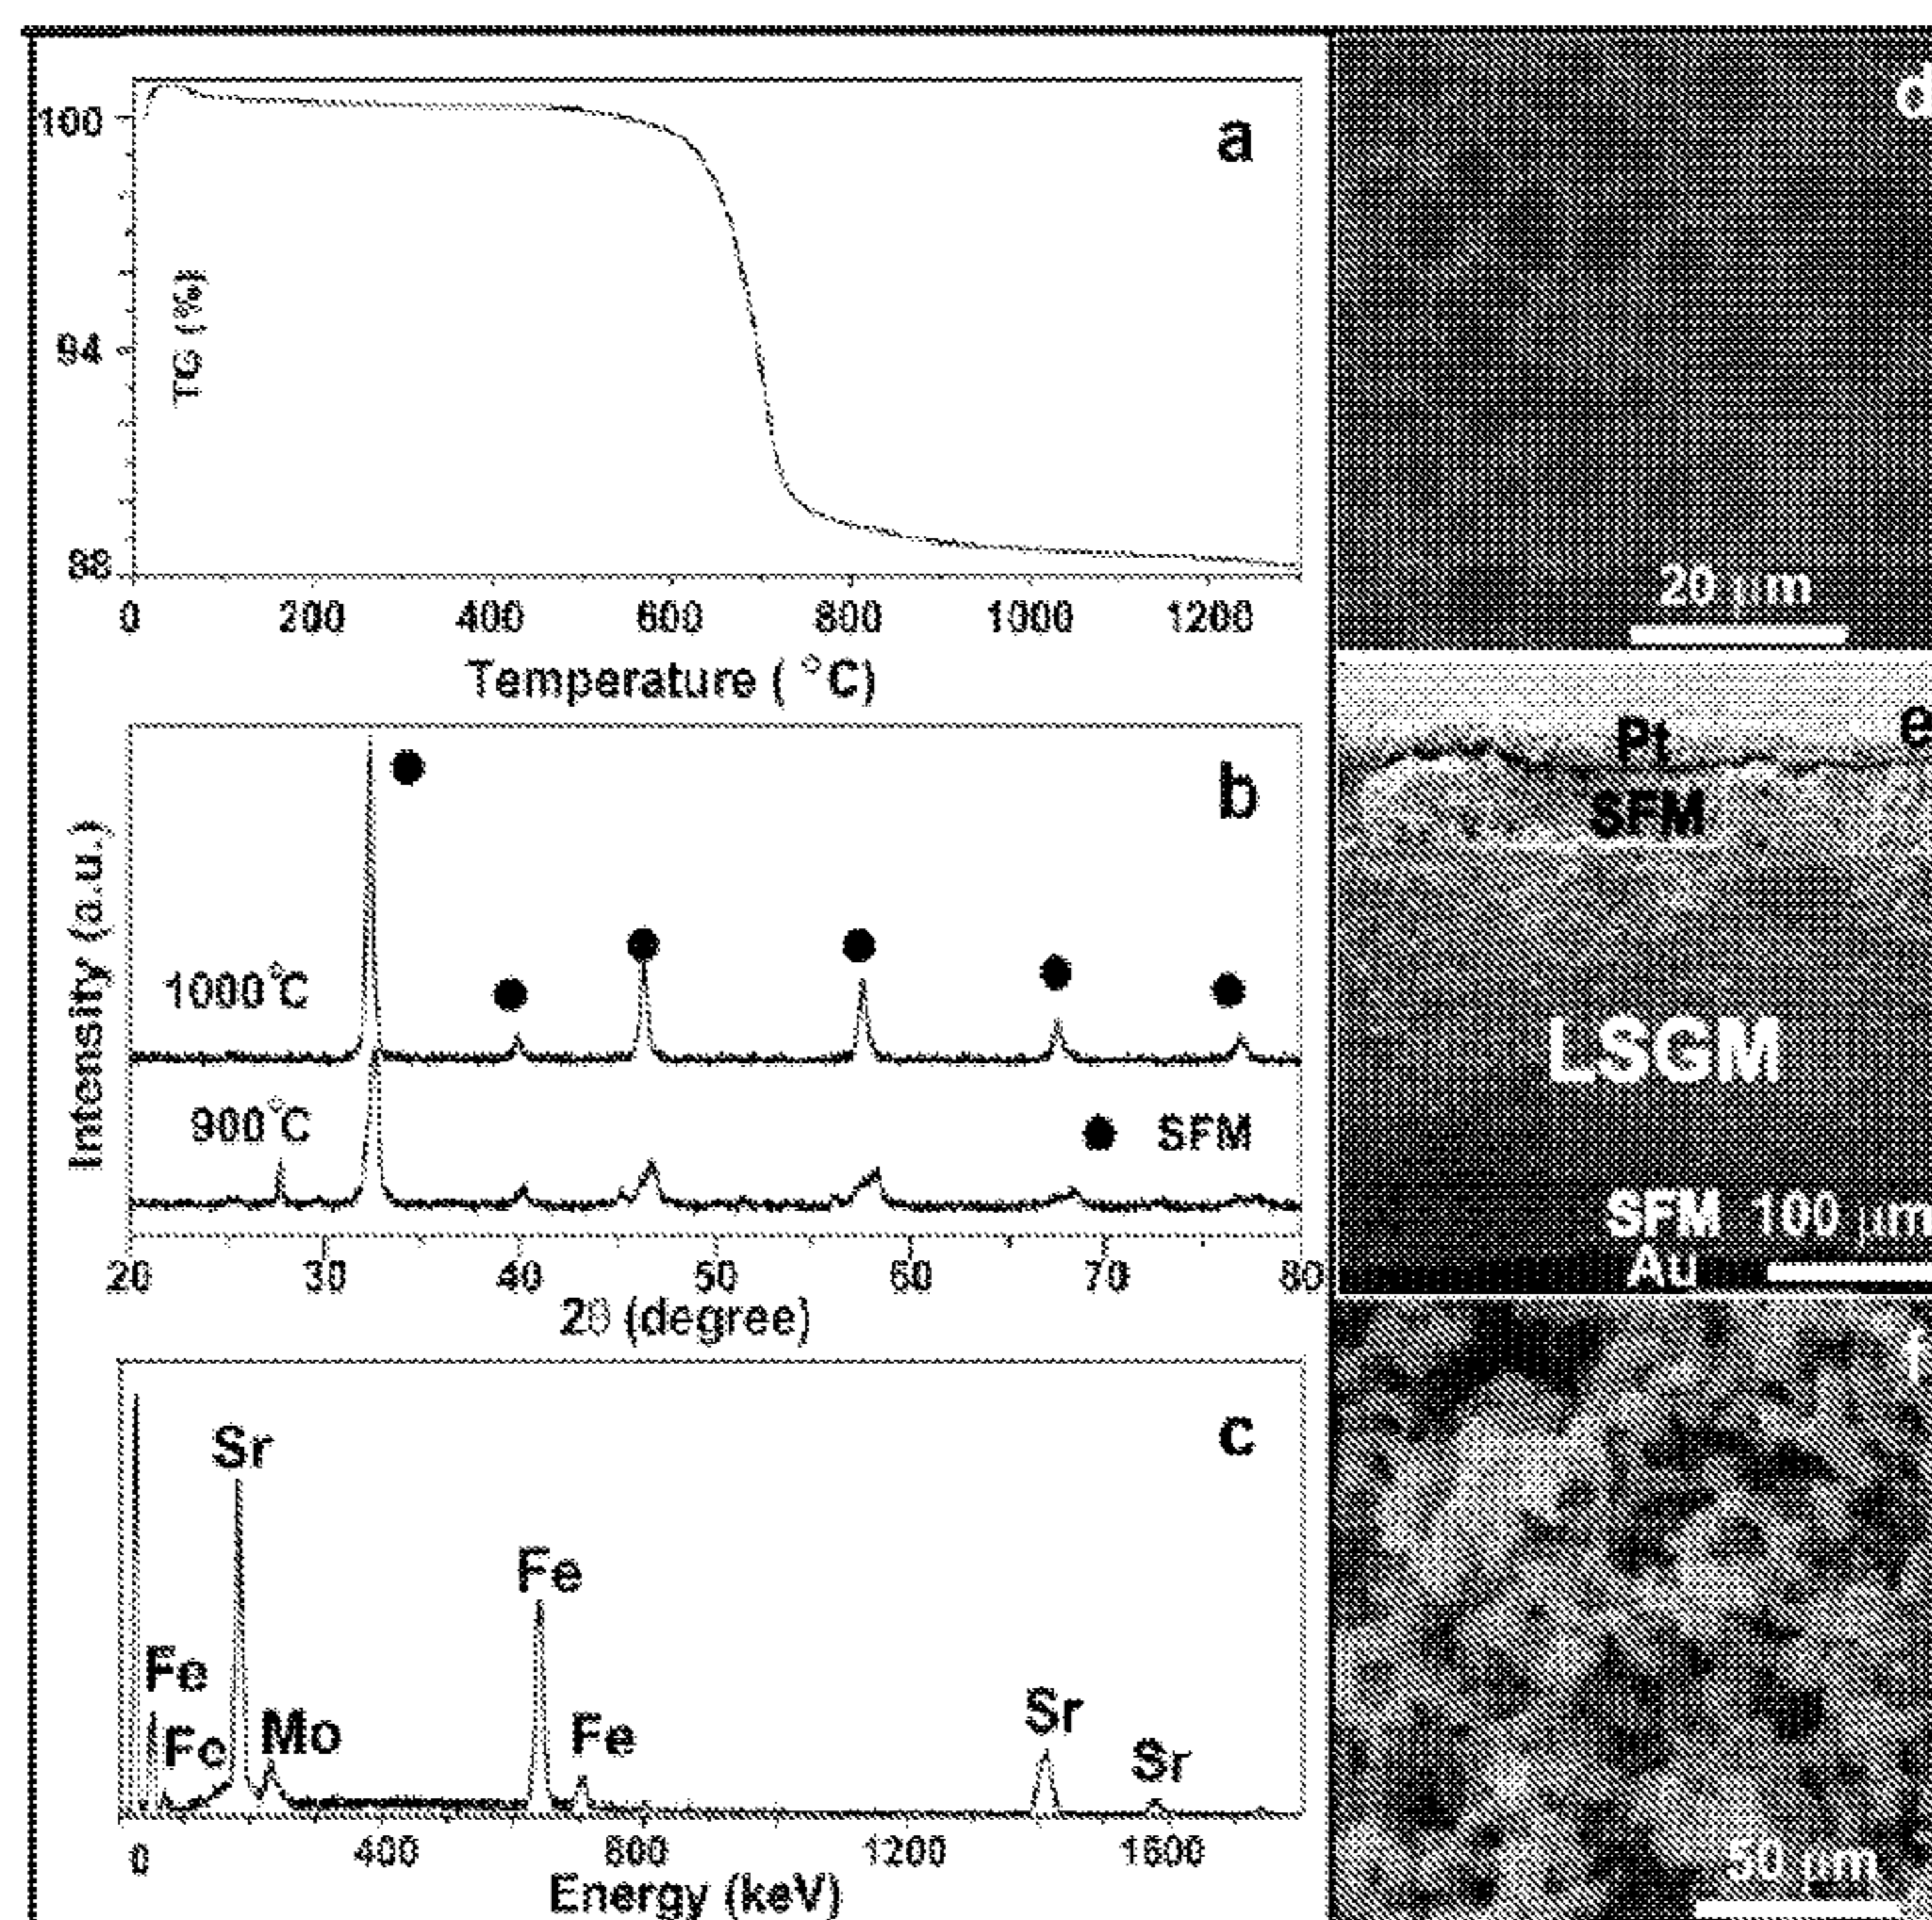 a
100
94
88
TG (%)
0 200 400 600 800 1000 1200
Temperature ( °C)
b
1000°C
900°C
● SFM
Intensity (a.u.)
20 30 40 50 60 70 80
2θ (degree)
c
Sr
Fe
Fe
Fe
Mo
Fe
Sr
Sr
0 400 800 1200 1600
Energy (keV)
d
20 μm
e
Pt
SFM
LSGM
SFM 100 μm
Au
f
50 μm